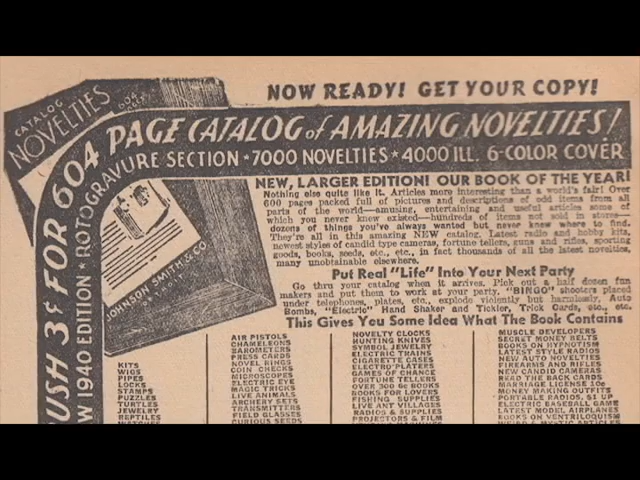 NOW READY! GET YOUR COPY!
CATALOG
NOVELTIES
604
RUSH 3¢ FOR 604 PAGE CATALOG of AMAZING NOVELTIES!
NEW 1940 EDITION • ROTOGRAVURE SECTION ★ 7000 NOVELTIES ★ 4000 ILL. 6-COLOR COVER
JOHNSON SMITH & CO
NEW, LARGER EDITION! OUR BOOK OF THE YEAR!
Nothing else quite like it. Articles more interesting than a world's fair! Over
600 pages packed full of pictures and descriptions of odd items from all
parts of the world—amusing, entertaining and useful articles some of
which you never knew existed—hundreds of items not sold in stores—
dozens of things you've always wanted but never knew where to find.
They're all in this amazing NEW catalog. Latest radio and hobby kits,
newest styles of candid type cameras, fortune tellers, guns and rifles, sporting
goods, books, seeds, etc., etc., in fact thousands of all the latest novelties,
many unobtainable elsewhere.
Put Real "Life" Into Your Next Party
Go thru your catalog when it arrives. Pick out a half dozen fun
makers and put them to work at your party. "BINGO" shooters placed
under telephones, plates, etc., explode violently but harmlessly. Auto
Bombs, "Electric" Hand Shaker and Tickler, Trick Cards, etc., etc.
This Gives You Some Idea What The Book Contains
KITS
WIGS
PIPES
LOCKS
STAMPS
PUZZLES
TURTLES
JEWELRY
REPTILES
WATCHES
AIR PISTOLS
CHAMELEONS
BAROMETERS
PRESS CARDS
NOVEL RINGS
COIN CHECKS
MICROSCOPES
ELECTRIC EYE
MAGIC TRICKS
LIVE ANIMALS
ARCHERY SETS
TRANSMITTERS
FIELD GLASSES
CURIOUS SEEDS
NOVELTY CLOCKS
HUNTING KNIVES
SYMBOL JEWELRY
ELECTRIC TRAINS
CIGARETTE CASES
ELECTRO PLATERS
GAMES OF CHANCE
FORTUNE TELLERS
OVER 300 6c BOOKS
BOOKS FOR LOVERS
FISHING SUPPLIES
LIVE ANT VILLAGES
RADIOS & SUPPLIES
PROJECTORS & FILM
MUSCLE DEVELOPERS
SECRET MONEY BELTS
BOOKS ON HYPNOTISM
LATEST STYLE RADIOS
NEW AUTO NOVELTIES
FIREARMS AND RIFLES
NEW CANDID CAMERAS
READ THE BACK CARDS
MARRIAGE LICENSE 10c
MONEY MAKING OUTFITS
PORTABLE RADIOS, $1 UP
ELECTRIC BASEBALL GAME
LATEST MODEL AIRPLANES
BOOKS ON VENTRILOQUISM